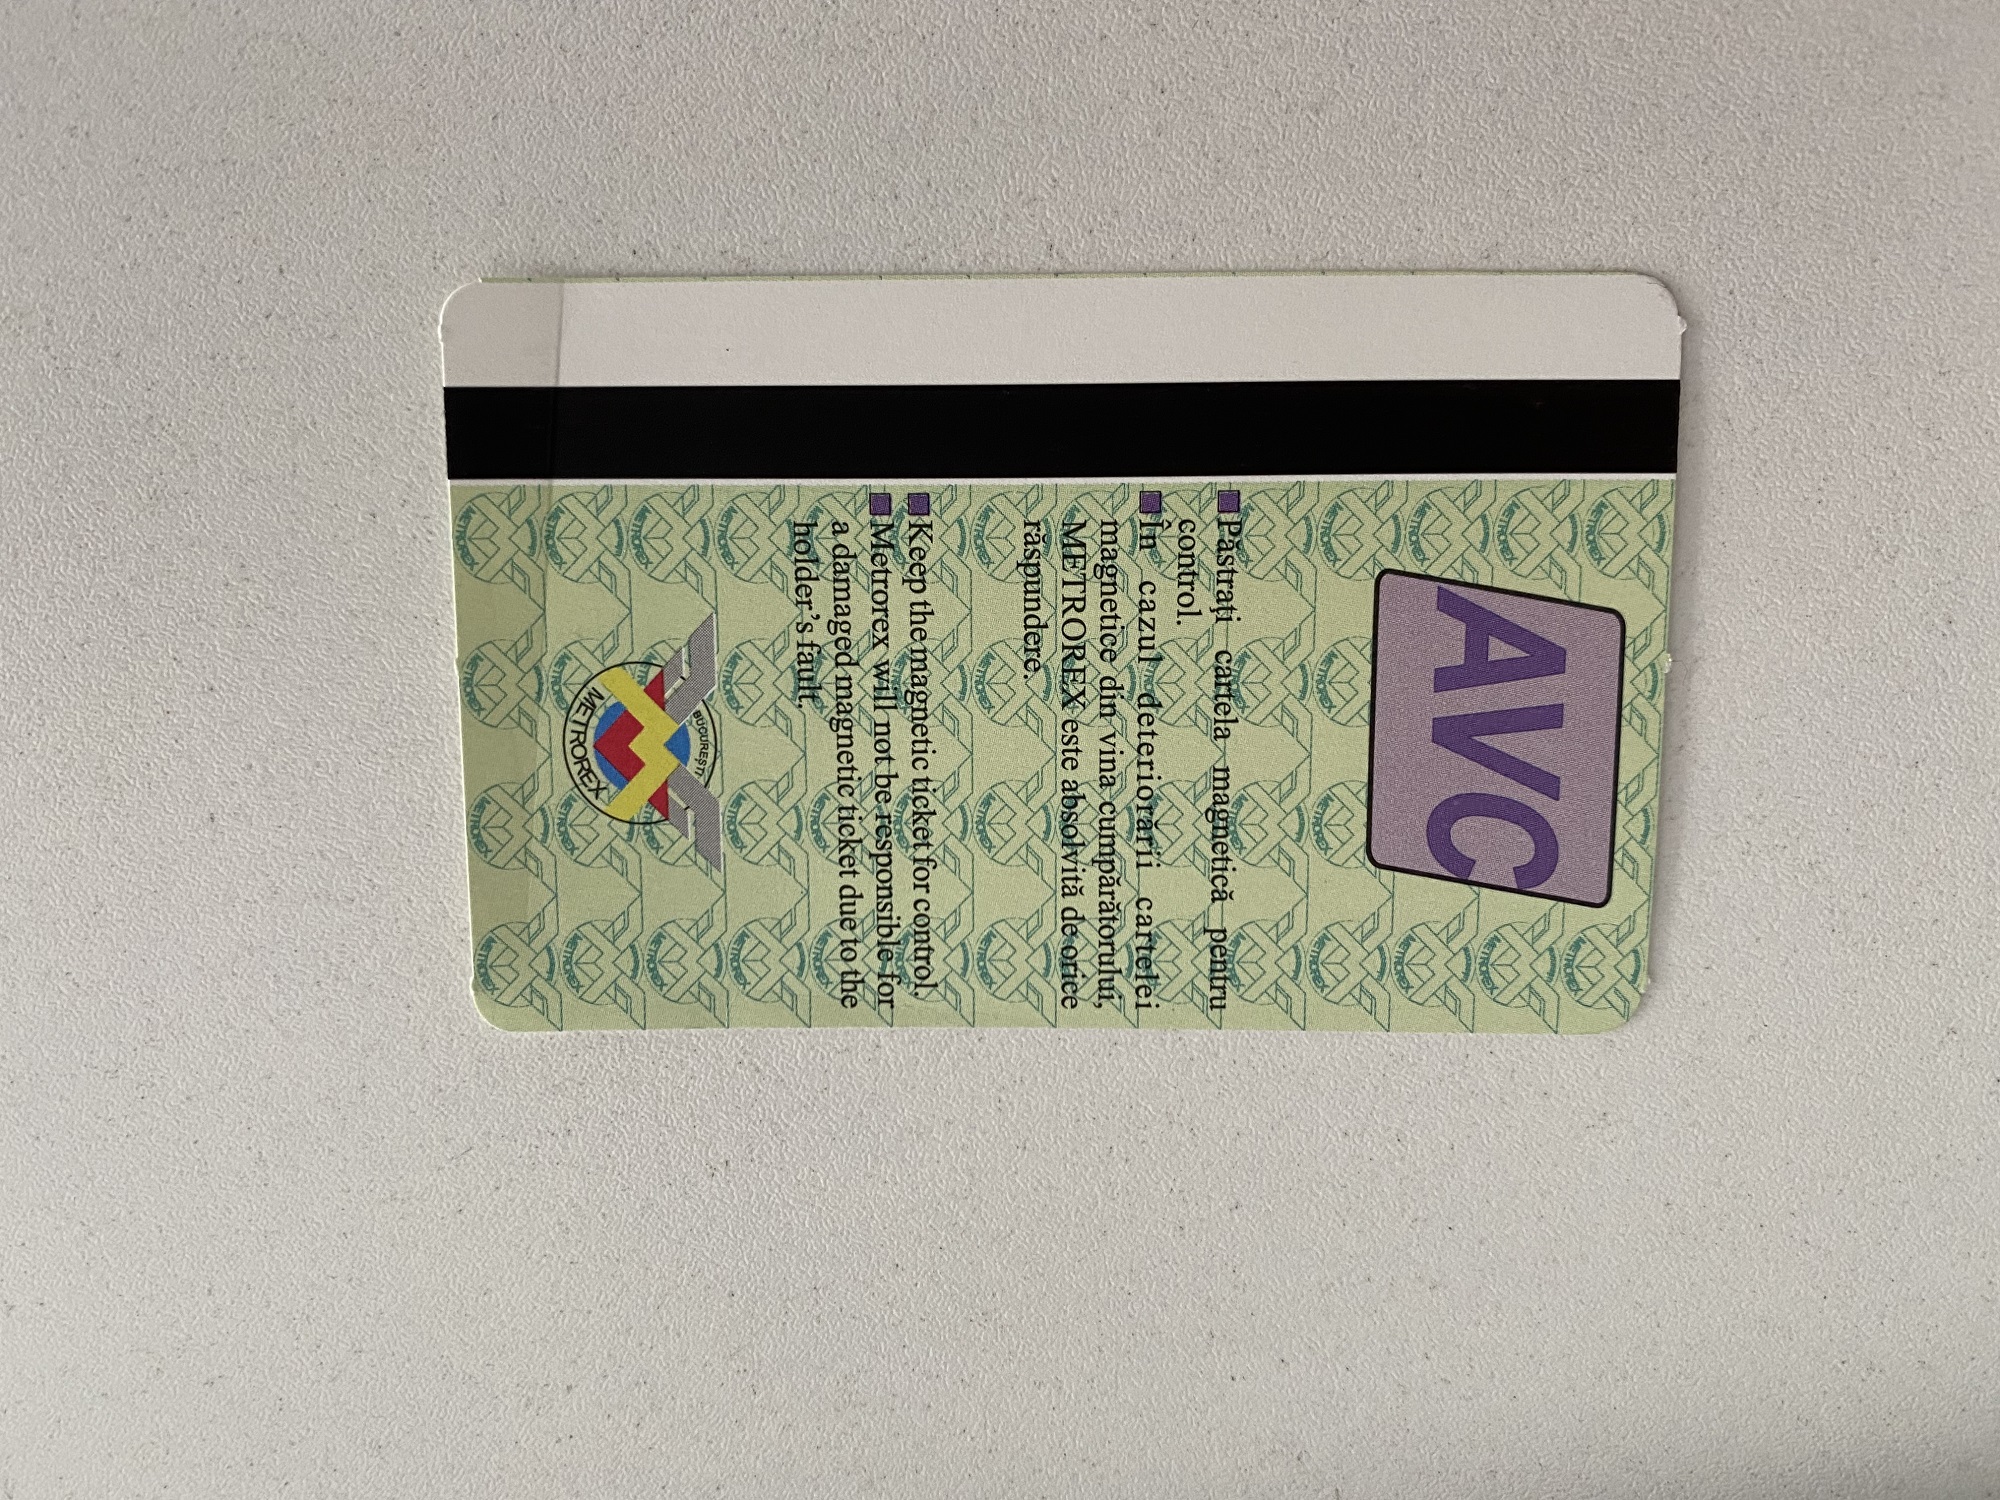 AVC
Păstrați cartela magnetică pentru
control.
În cazul deteriorării cartelei
magnetice din vina cumpărătorului,
METROREX este absolvită de orice
răspundere.
Keep the magnetic ticket for control.
Metrorex will not be responsible for
a damaged magnetic ticket due to the
holder's fault.
BUCUREȘTI
METROREX